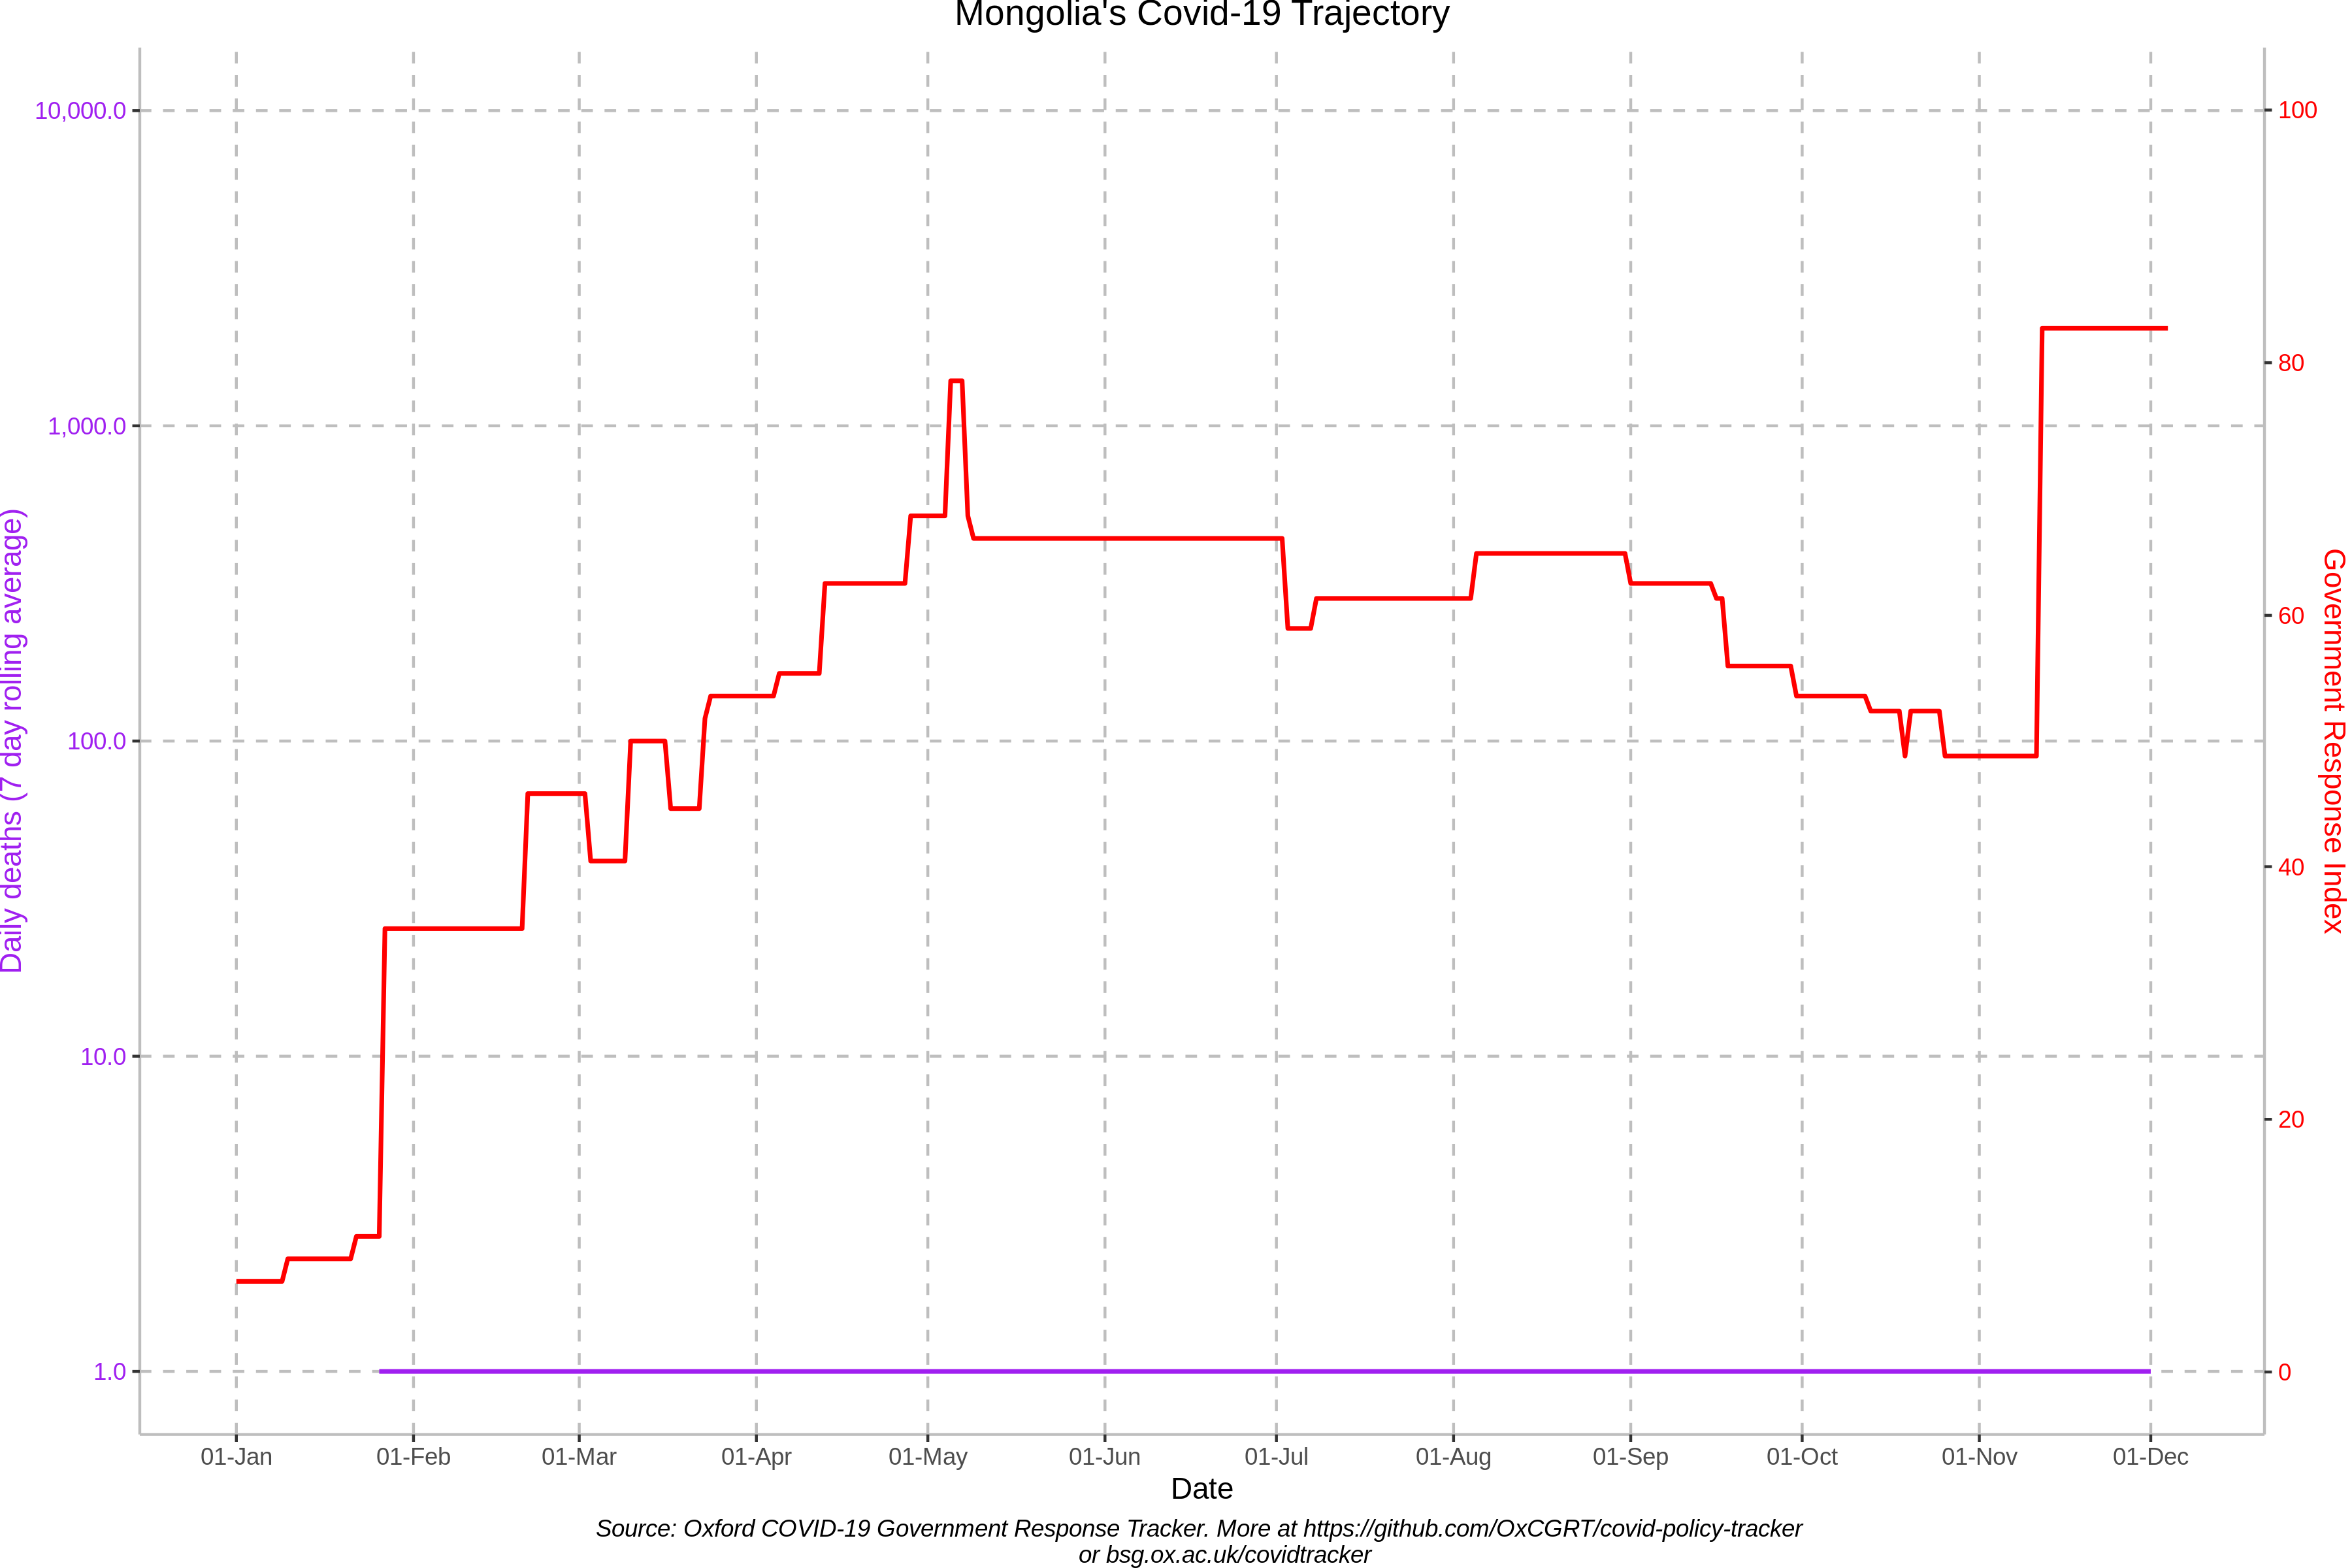 Mongolia's Covid-19 Trajectory
10,000.0
1,000.0
100.0
10.0
1.0
Daily deaths (7 day rolling average)
100
80
60
40
20
0
Government Response Index
01-Jan 01-Feb 01-Mar 01-Apr 01-May 01-Jun 01-Jul 01-Aug 01-Sep 01-Oct 01-Nov 01-Dec
Date
Source: Oxford COVID-19 Government Response Tracker. More at https://github.com/OxCGRT/covid-policy-tracker
or bsg.ox.ac.uk/covidtracker